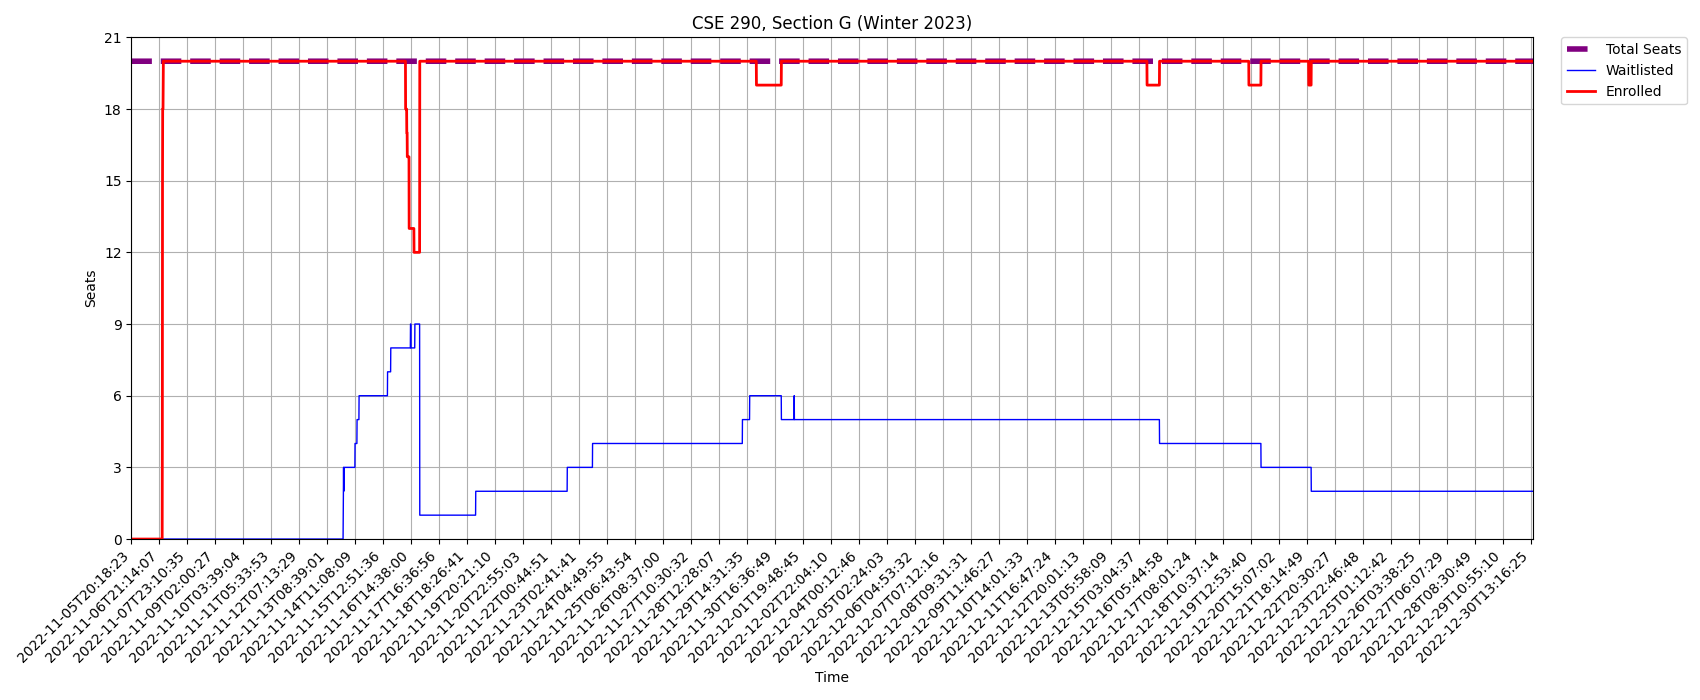 CSE 290, Section G (Winter 2023)
Total Seats
Waitlisted
Enrolled
Seats
21
18
15
12
9
6
3
0
2022-11-05T20:18:23
2022-11-06T21:14:07
2022-11-07T23:10:35
2022-11-09T02:00:27
2022-11-10T03:39:04
2022-11-11T05:33:53
2022-11-12T07:13:29
2022-11-13T08:39:01
2022-11-14T11:08:09
2022-11-15T12:51:36
2022-11-16T14:38:00
2022-11-17T16:36:56
2022-11-18T18:26:41
2022-11-19T20:21:10
2022-11-20T22:55:03
2022-11-22T00:44:51
2022-11-23T02:41:41
2022-11-24T04:49:55
2022-11-25T06:43:54
2022-11-26T08:37:00
2022-11-27T10:30:32
2022-11-28T12:28:07
2022-11-29T14:31:35
2022-11-30T16:36:49
2022-12-01T19:48:45
2022-12-02T22:04:10
2022-12-04T00:12:46
2022-12-05T02:24:03
2022-12-06T04:53:32
2022-12-07T07:12:16
2022-12-08T09:31:31
2022-12-09T11:46:27
2022-12-10T14:01:33
2022-12-11T16:47:24
2022-12-12T20:01:13
2022-12-13T05:58:09
2022-12-15T03:04:37
2022-12-16T05:44:58
2022-12-17T08:01:24
2022-12-18T10:37:14
2022-12-19T12:53:40
2022-12-20T15:07:02
2022-12-21T18:14:49
2022-12-22T20:30:27
2022-12-23T22:46:48
2022-12-25T01:12:42
2022-12-26T03:38:25
2022-12-27T06:07:29
2022-12-28T08:30:49
2022-12-29T10:55:10
2022-12-30T13:16:25
Time